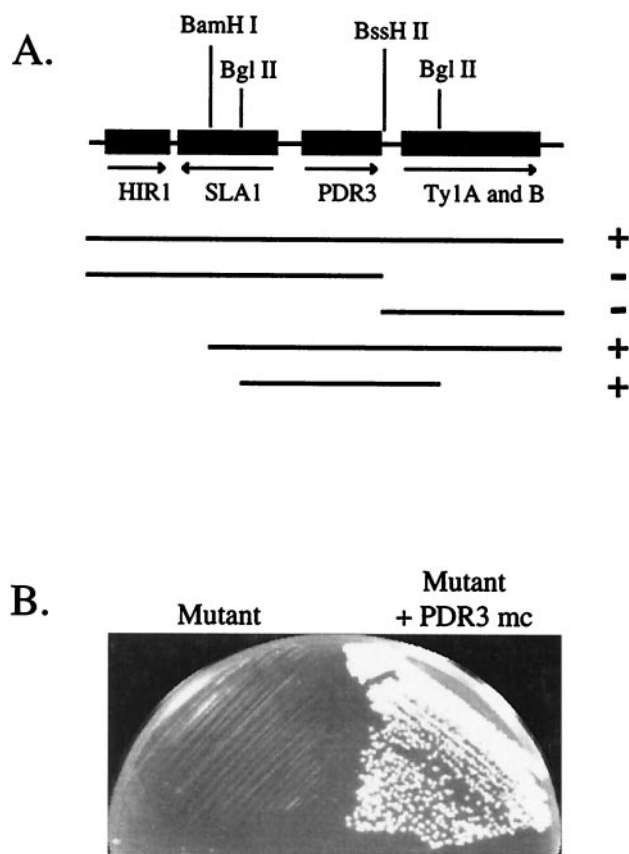 A.
BamH I
BssH II
Bgl II
Bgl II
HIR1
SLA1
PDR3
Ty1A and B
+
-
-
+
+
B.
Mutant
Mutant
+ PDR3 mc